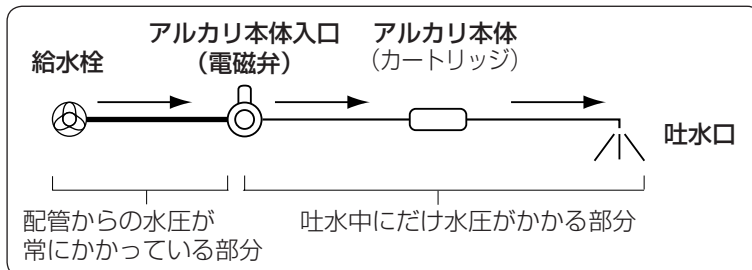 アルカリ本体入口
(電磁弁)
アルカリ本体
(カートリッジ)
給水栓
吐水口
配管からの水圧が
常にかかっている部分
吐水中にだけ水圧がかかる部分